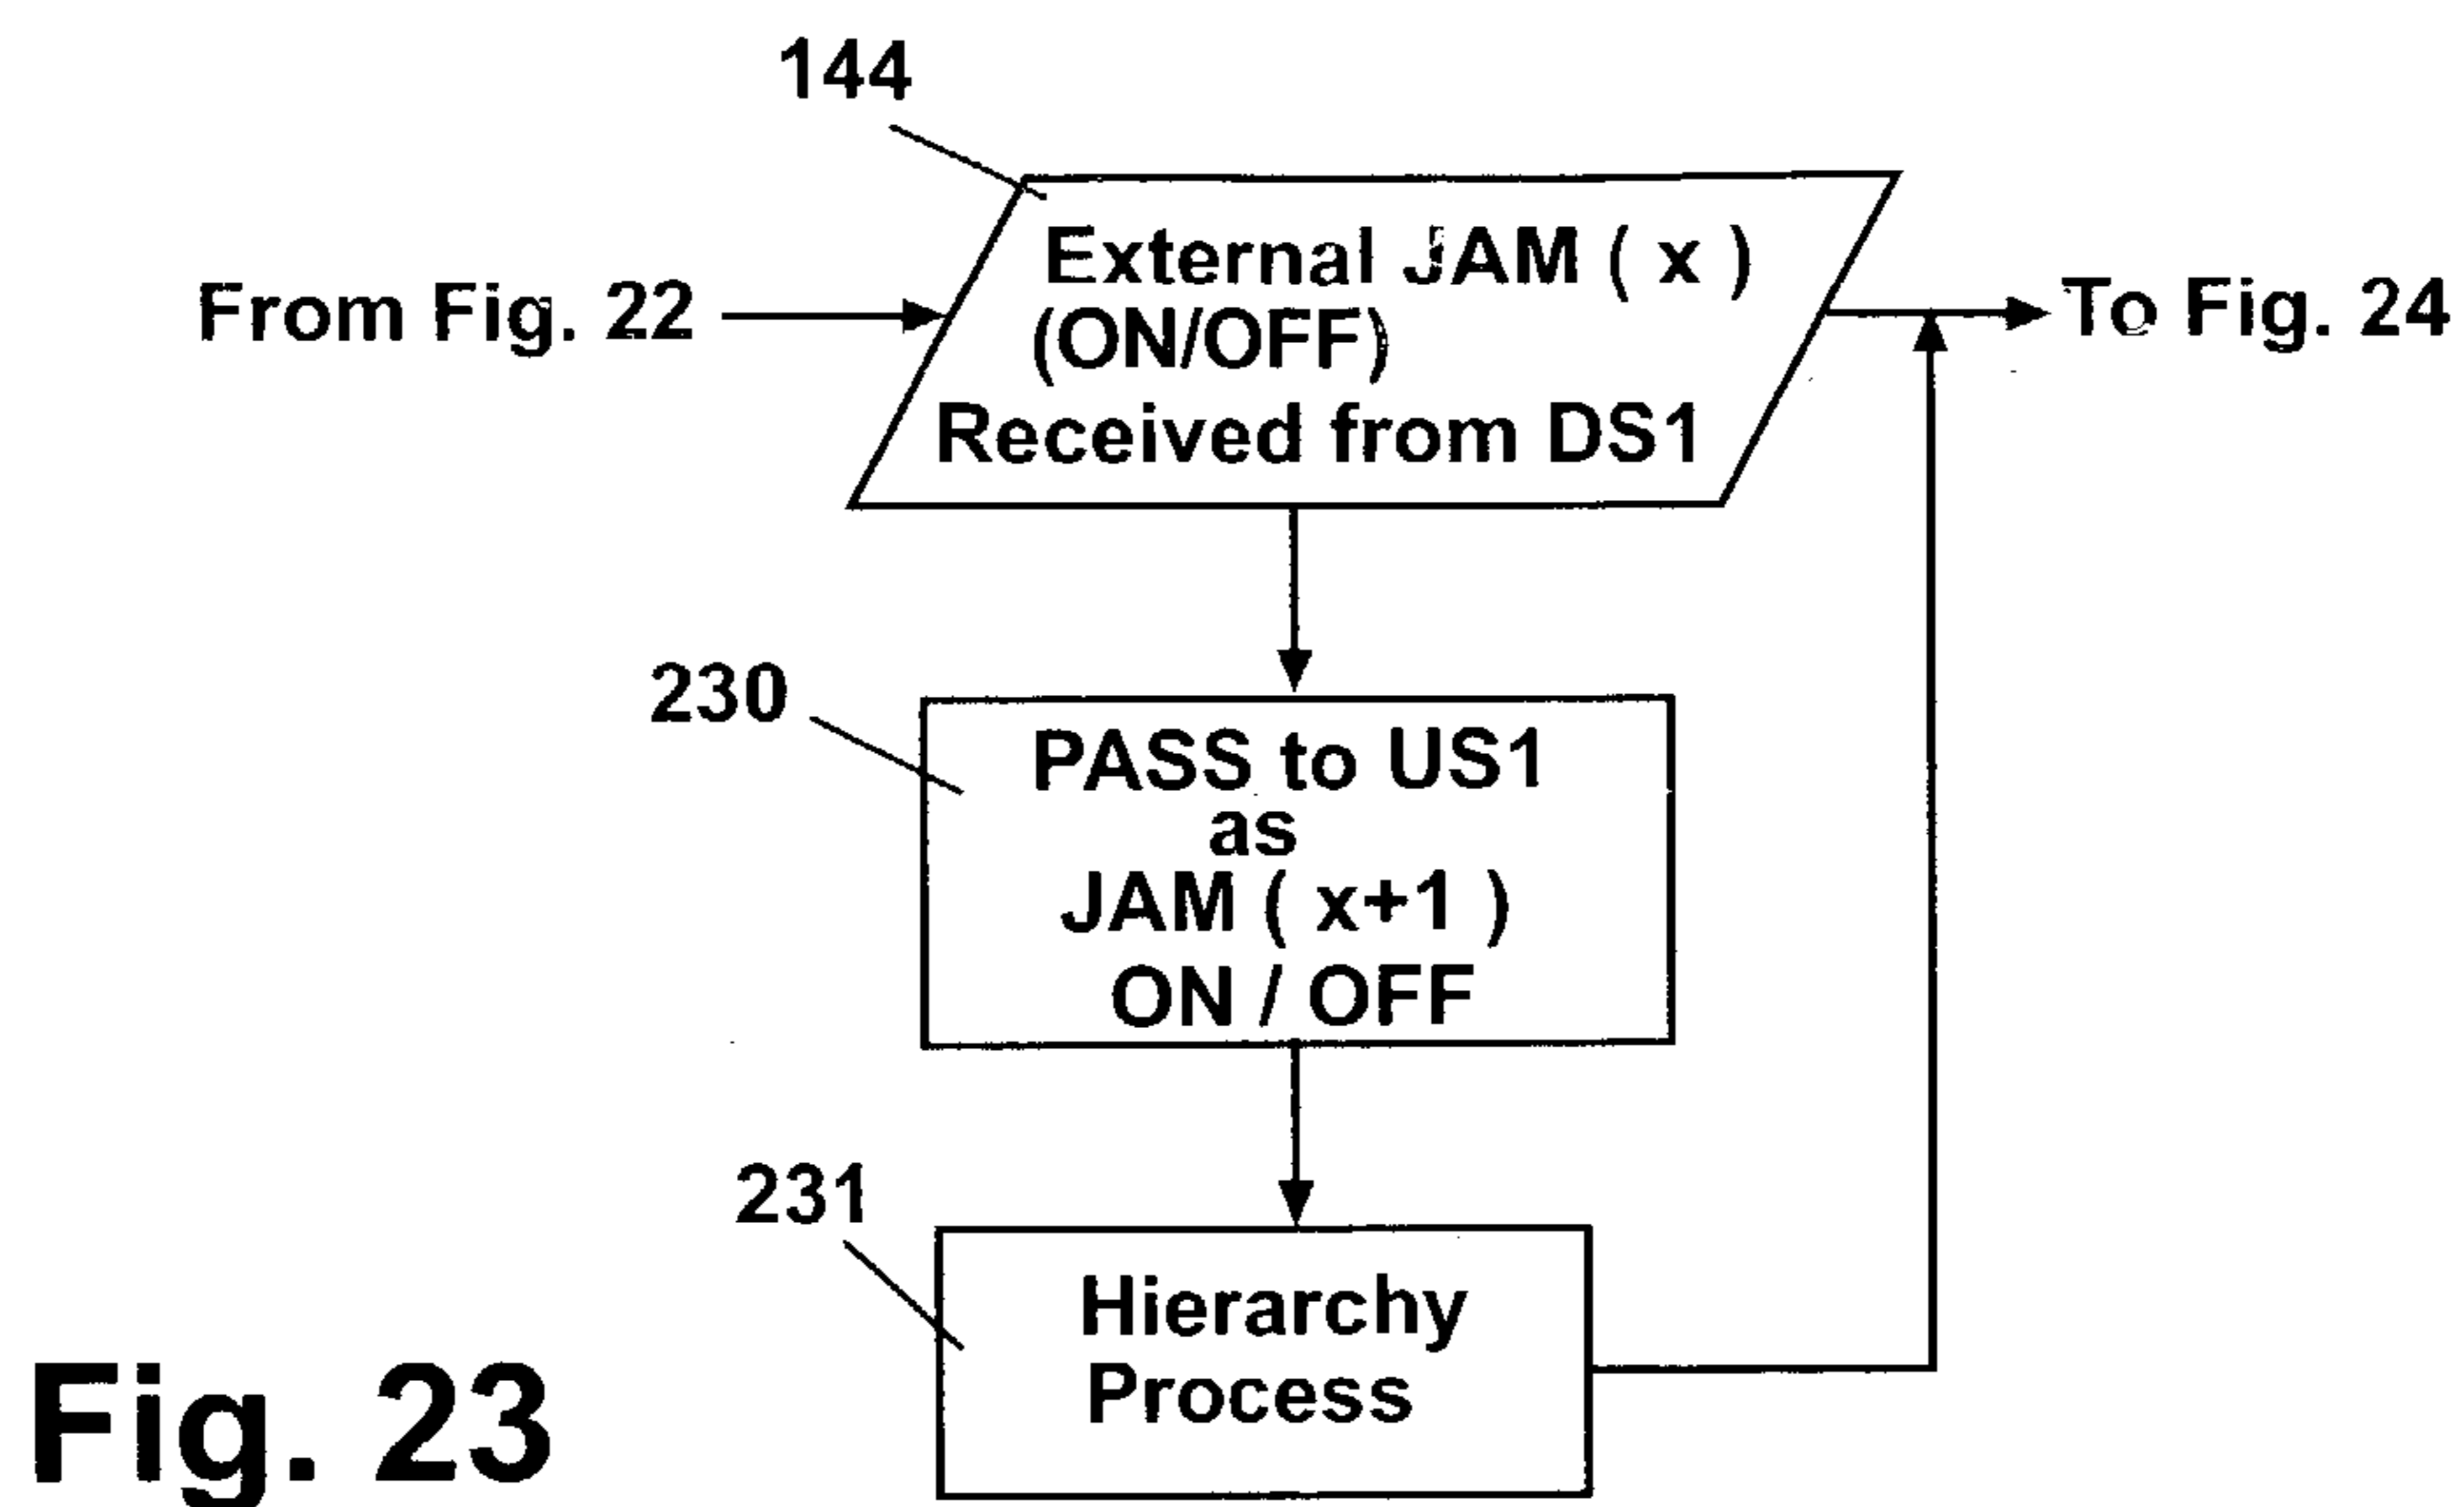 144
External JAM ( x )
From Fig. 22
(ON/OFF)
To Fig. 24
Received from DS1
230
PASS to US1
as
JAM ( x+1 )
ON / OFF
231
Hierarchy
Process
Fig. 23